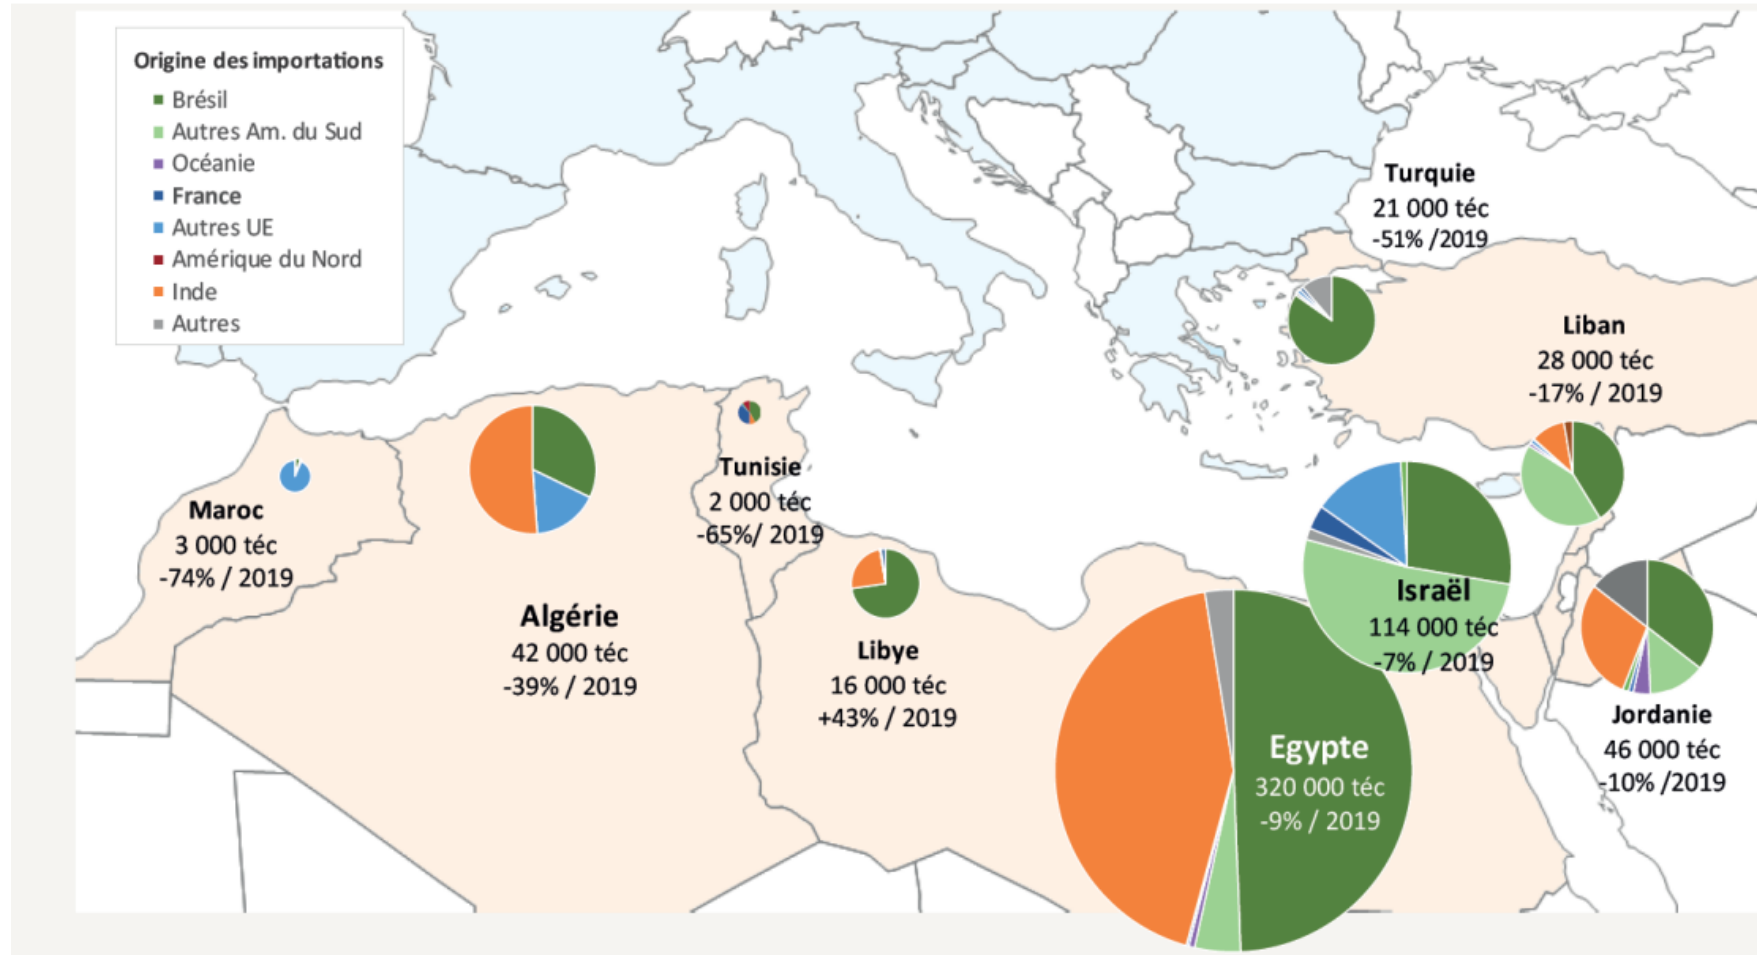 Origine des importations
Brésil
Autres Am. du Sud
Océanie
France
Autres UE
Amérique du Nord
Inde
Autres
Turquie
21 000 téc
-51% /2019
Liban
28 000 téc
-17% / 2019
Maroc
3 000 téc
-74% / 2019
Algérie
42 000 téc
-39% / 2019
Tunisie
2 000 téc
-65%/ 2019
Libye
16 000 téc
+43% / 2019
Israël
114 000 téc
-7% / 2019
Egypte
320 000 téc
-9% / 2019
Jordanie
46 000 téc
-10% /2019